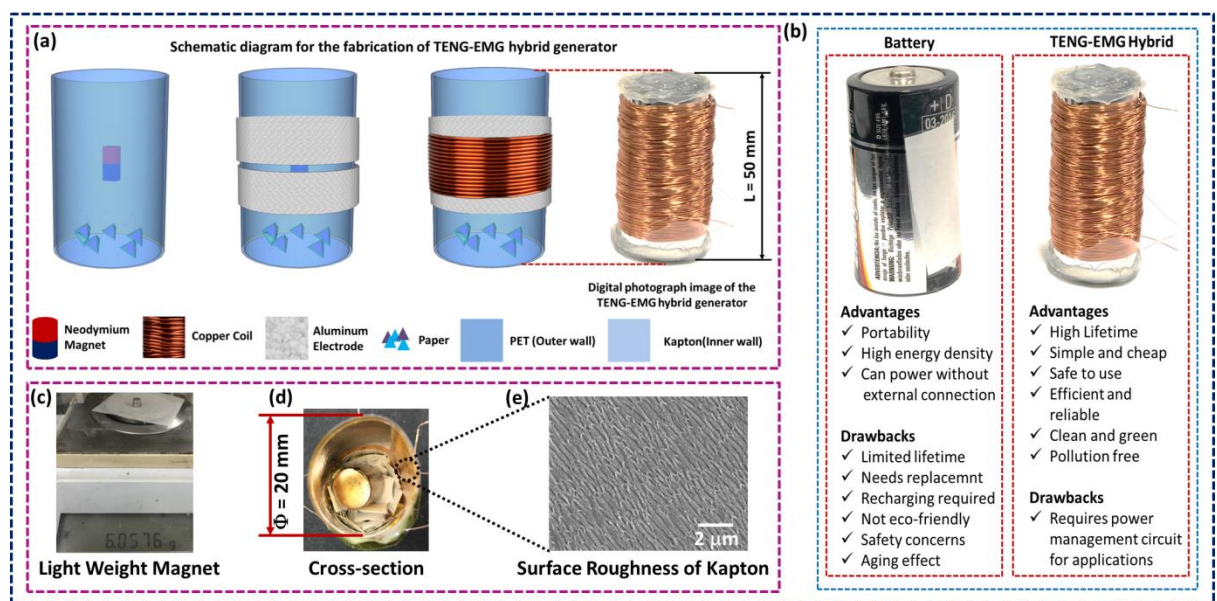 (a)
Schematic diagram for the fabrication of TENG-EMG hybrid generator
L = 50 mm
Digital photograph image of the
TENG-EMG hybrid generator
Neodymium
Magnet
Copper Coil
Aluminum
Electrode
Paper
PET (Outer wall)
Kapton(Inner wall)
(b)
Battery
TENG-EMG Hybrid
+
D
03-201
Advantages
✓ Portability
✓ High energy density
✓ Can power without
external connection
Drawbacks
✓ Limited lifetime
✓ Needs replacemnt
✓ Recharging required
✓ Not eco-friendly
✓ Safety concerns
✓ Aging effect
Advantages
✓ High Lifetime
✓ Simple and cheap
✓ Safe to use
✓ Efficient and
reliable
✓ Clean and green
✓ Pollution free
Drawbacks
✓ Requires power
management circuit
for applications
(c)
6.0576 g
Light Weight Magnet
(d)
Φ = 20 mm
Cross-section
(e)
2 μm
Surface Roughness of Kapton